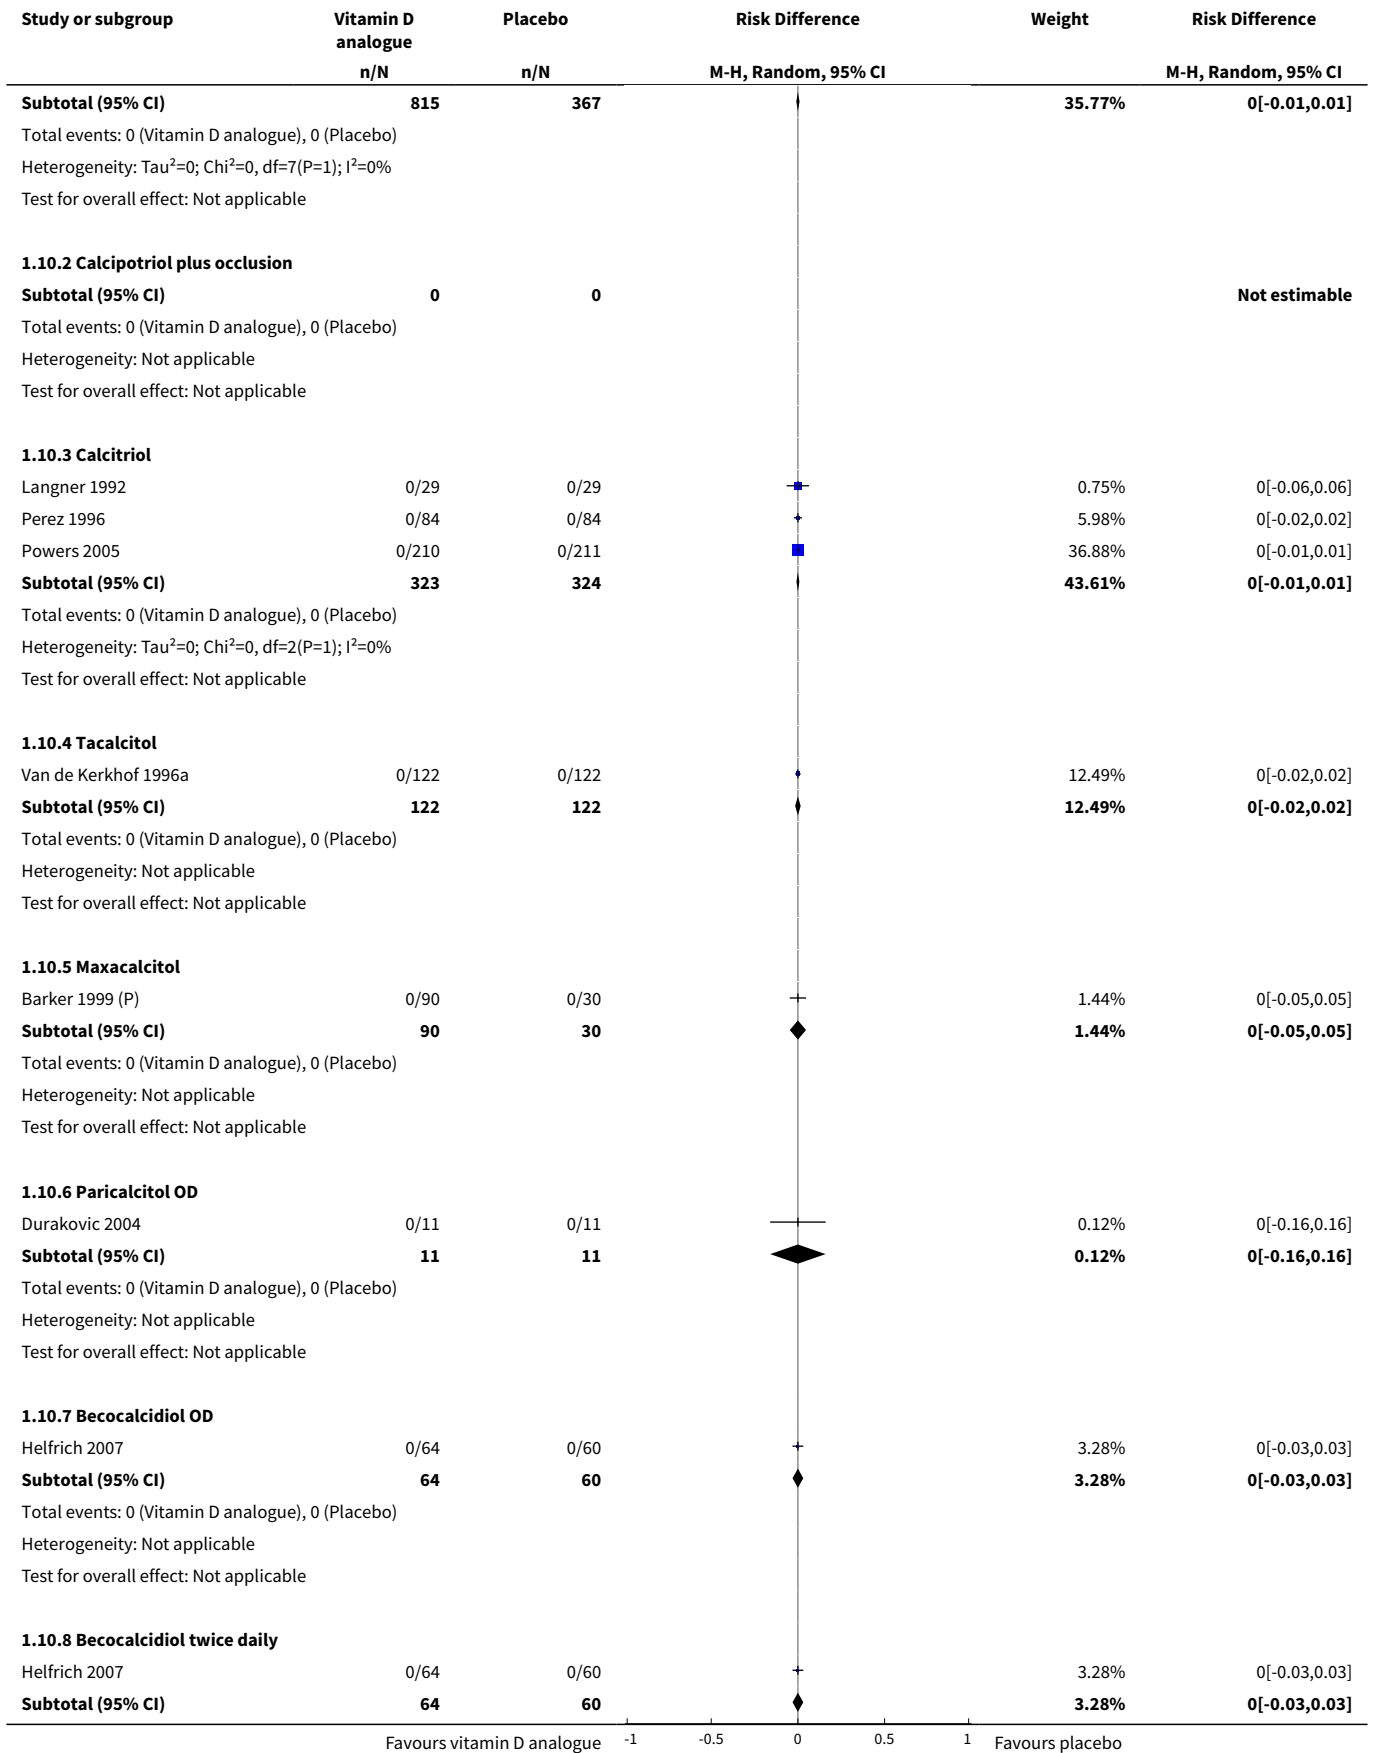 Study or subgroup Vitamin D analogue Placebo Risk Difference Weight Risk Difference
n/N n/N M-H, Random, 95% CI M-H, Random, 95% CI
Subtotal (95% CI) 815 367 35.77% 0[-0.01,0.01]
Total events: 0 (Vitamin D analogue), 0 (Placebo)
Heterogeneity: Tau²=0; Chi²=0, df=7(P=1); I²=0%
Test for overall effect: Not applicable
1.10.2 Calcipotriol plus occlusion
Subtotal (95% CI) 0 0 Not estimable
Total events: 0 (Vitamin D analogue), 0 (Placebo)
Heterogeneity: Not applicable
Test for overall effect: Not applicable
1.10.3 Calcitriol
Langner 1992 0/29 0/29 0.75% 0[-0.06,0.06]
Perez 1996 0/84 0/84 5.98% 0[-0.02,0.02]
Powers 2005 0/210 0/211 36.88% 0[-0.01,0.01]
Subtotal (95% CI) 323 324 43.61% 0[-0.01,0.01]
Total events: 0 (Vitamin D analogue), 0 (Placebo)
Heterogeneity: Tau²=0; Chi²=0, df=2(P=1); I²=0%
Test for overall effect: Not applicable
1.10.4 Tacalcitol
Van de Kerkhof 1996a 0/122 0/122 12.49% 0[-0.02,0.02]
Subtotal (95% CI) 122 122 12.49% 0[-0.02,0.02]
Total events: 0 (Vitamin D analogue), 0 (Placebo)
Heterogeneity: Not applicable
Test for overall effect: Not applicable
1.10.5 Maxacalcitol
Barker 1999 (P) 0/90 0/30 1.44% 0[-0.05,0.05]
Subtotal (95% CI) 90 30 1.44% 0[-0.05,0.05]
Total events: 0 (Vitamin D analogue), 0 (Placebo)
Heterogeneity: Not applicable
Test for overall effect: Not applicable
1.10.6 Paricalcitol OD
Durakovic 2004 0/11 0/11 0.12% 0[-0.16,0.16]
Subtotal (95% CI) 11 11 0.12% 0[-0.16,0.16]
Total events: 0 (Vitamin D analogue), 0 (Placebo)
Heterogeneity: Not applicable
Test for overall effect: Not applicable
1.10.7 Becocalcidiol OD
Helfrich 2007 0/64 0/60 3.28% 0[-0.03,0.03]
Subtotal (95% CI) 64 60 3.28% 0[-0.03,0.03]
Total events: 0 (Vitamin D analogue), 0 (Placebo)
Heterogeneity: Not applicable
Test for overall effect: Not applicable
1.10.8 Becocalcidiol twice daily
Helfrich 2007 0/64 0/60 3.28% 0[-0.03,0.03]
Subtotal (95% CI) 64 60 3.28% 0[-0.03,0.03]
Favours vitamin D analogue -1 -0.5 0 0.5 1 Favours placebo